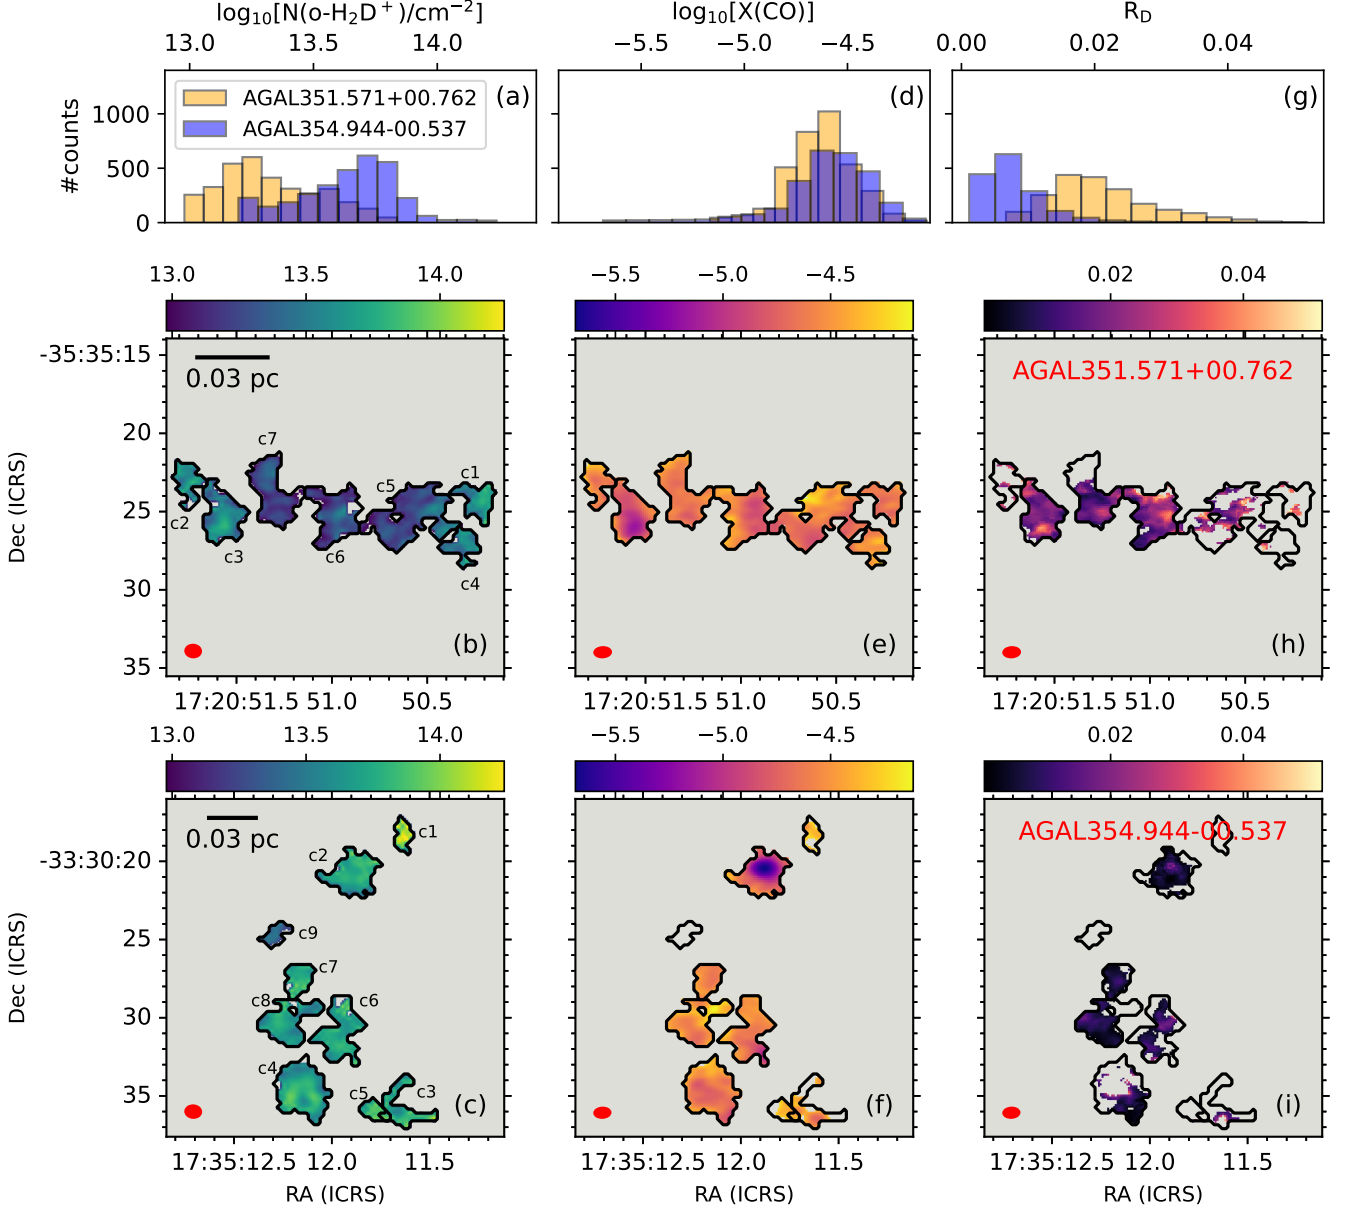 log₁₀[N(o-H₂D⁺)/cm⁻²] log₁₀[X(CO)] R_D
13.0 13.5 14.0 −5.5 −5.0 −4.5 0.00 0.02 0.04
AGAL351.571+00.762
AGAL354.944-00.537
(a) (d) (g)
#counts
1000
500
0
13.0 13.5 14.0 −5.5 −5.0 −4.5 0.02 0.04
-35:35:15
20
25
30
35
Dec (ICRS)
0.03 pc
AGAL351.571+00.762
c7
c1
c5
c2
c3 c6
c4
(b) (e) (h)
17:20:51.5 51.0 50.5 17:20:51.5 51.0 50.5 17:20:51.5 51.0 50.5
13.0 13.5 14.0 −5.5 −5.0 −4.5 0.02 0.04
-33:30:20
25
30
35
Dec (ICRS)
0.03 pc
AGAL354.944-00.537
c1
c2
c9
c7
c8 c6
c4
c5 c3
(c) (f) (i)
17:35:12.5 12.0 11.5 17:35:12.5 12.0 11.5 17:35:12.5 12.0 11.5
RA (ICRS) RA (ICRS) RA (ICRS)